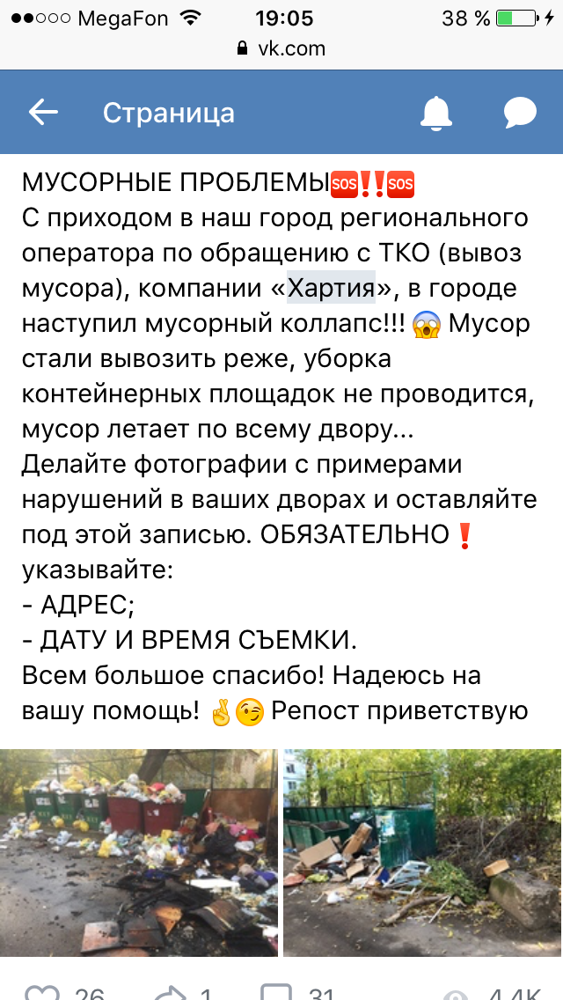 MegaFon 19:05 38 %
vk.com
Страница
МУСОРНЫЕ ПРОБЛЕМЫ🆘‼️🆘
С приходом в наш город регионального
оператора по обращению с ТКО (вывоз
мусора), компании «Хартия», в городе
наступил мусорный коллапс!!! 😱 Мусор
стали вывозить реже, уборка
контейнерных площадок не проводится,
мусор летает по всему двору...
Делайте фотографии с примерами
нарушений в ваших дворах и оставляйте
под этой записью. ОБЯЗАТЕЛЬНО❗
указывайте:
- АДРЕС;
- ДАТУ И ВРЕМЯ СЪЕМКИ.
Всем большое спасибо! Надеюсь на
вашу помощь! 🤞😉 Репост приветствую
26 1 31 4.4K